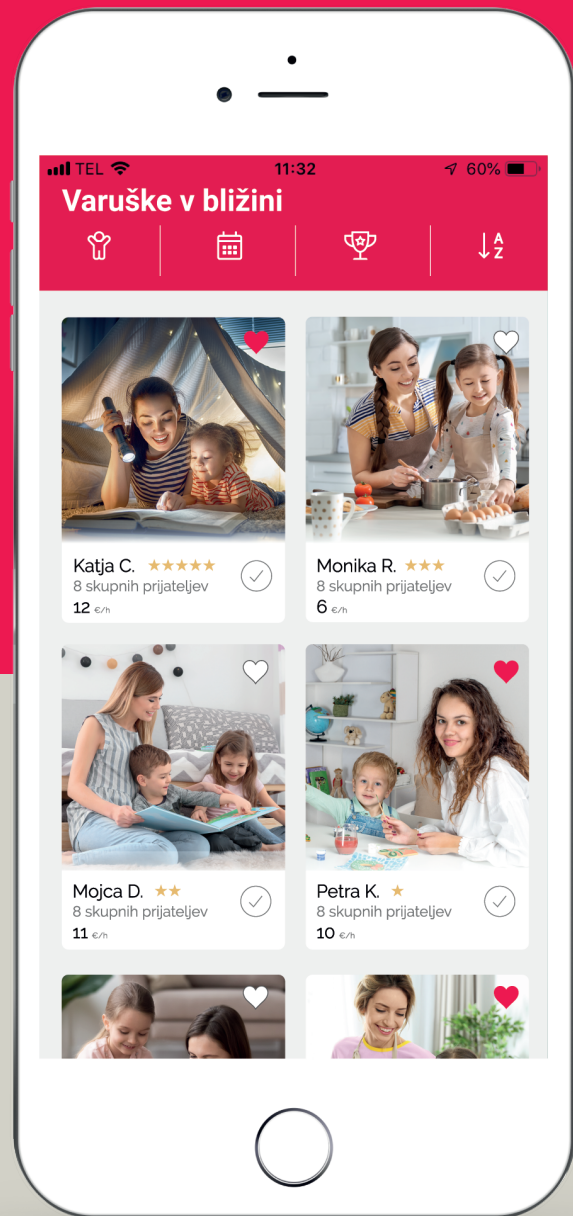 TEL 11:32 60%
Varuške v bližini
A
Z
Katja C. ★★★★★
8 skupnih prijateljev
12 €/h
Monika R. ★★★
8 skupnih prijateljev
6 €/h
Mojca D. ★★
8 skupnih prijateljev
11 €/h
Petra K. ★
8 skupnih prijateljev
10 €/h